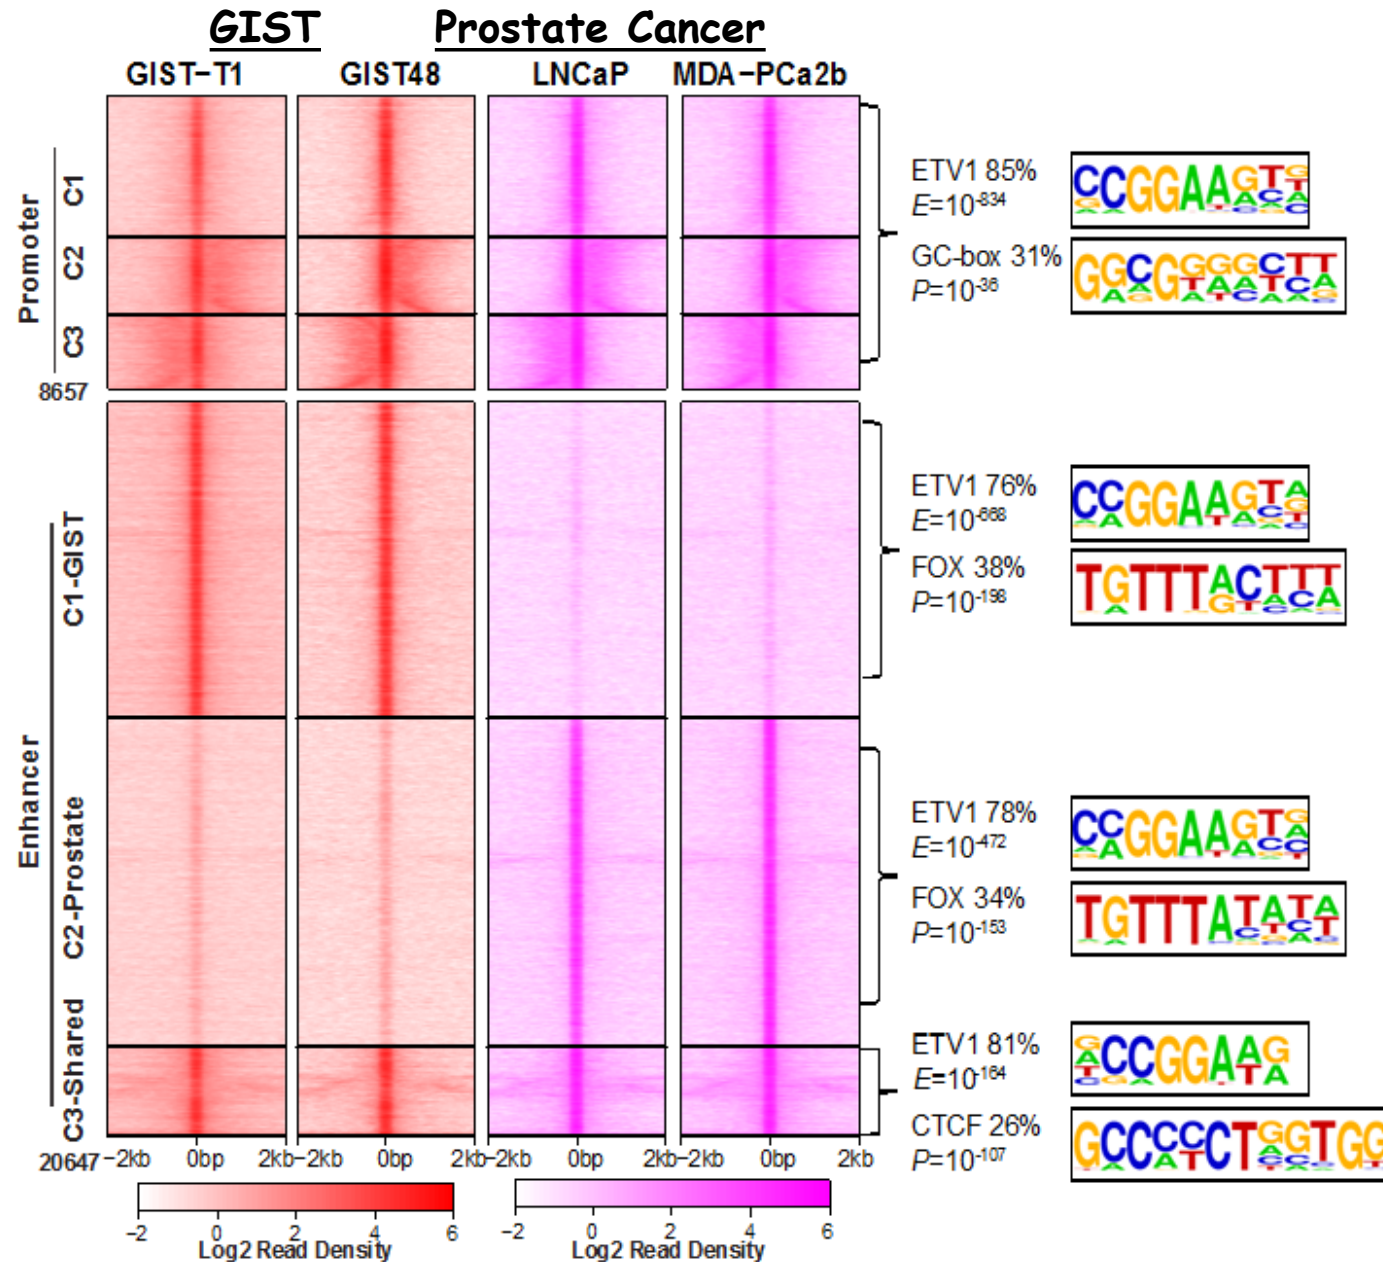 GIST Prostate Cancer
GIST-T1 GIST48 LNCaP MDA-PCa2b
Promoter
C1
C2
C3
8657
ETV1 85%
E=10-834
GC-box 31%
P=10-36
Enhancer
C1-GIST
C2-Prostate
C3-Shared
20647
ETV1 76%
E=10-668
FOX 38%
P=10-198
ETV1 78%
E=10-472
FOX 34%
P=10-153
ETV1 81%
E=10-164
CTCF 26%
P=10-107
-2kb 0bp 2kb -2kb 0bp 2kb -2kb 0bp 2kb -2kb 0bp 2kb
-2 0 2 4 6
Log2 Read Density
-2 0 2 4 6
Log2 Read Density